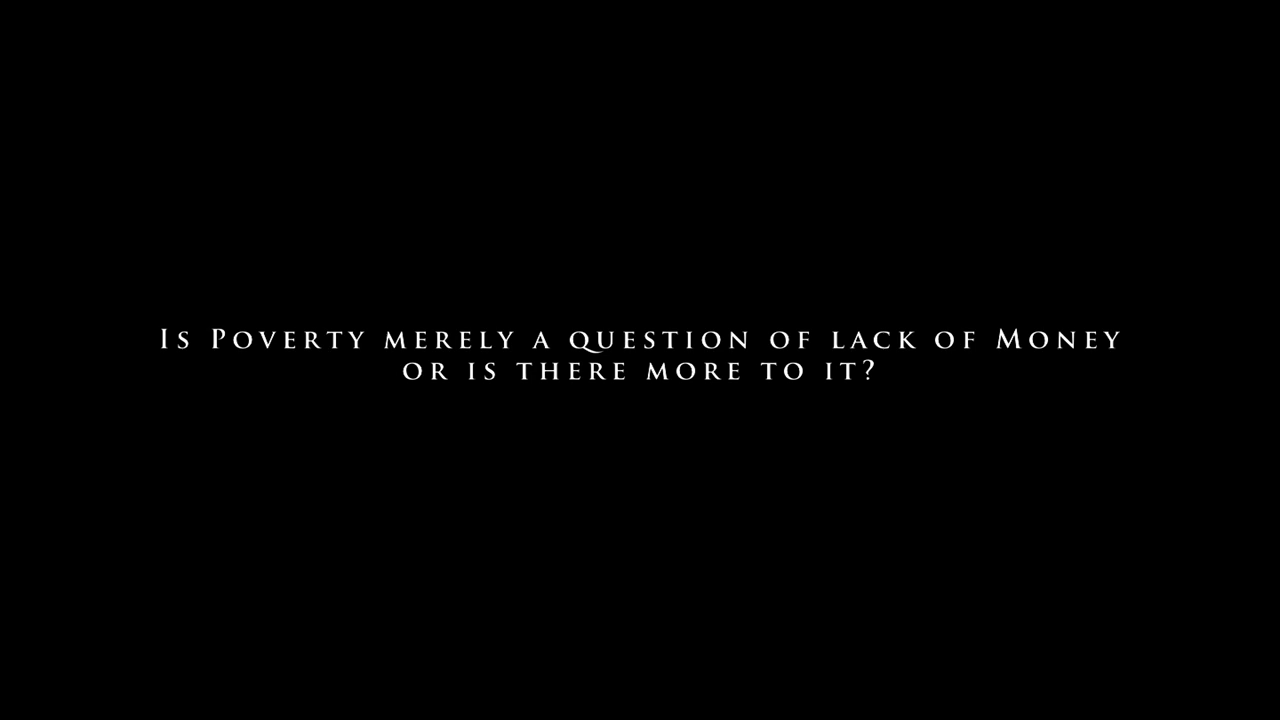 Is Poverty merely a question of lack of Money
or is there more to it?